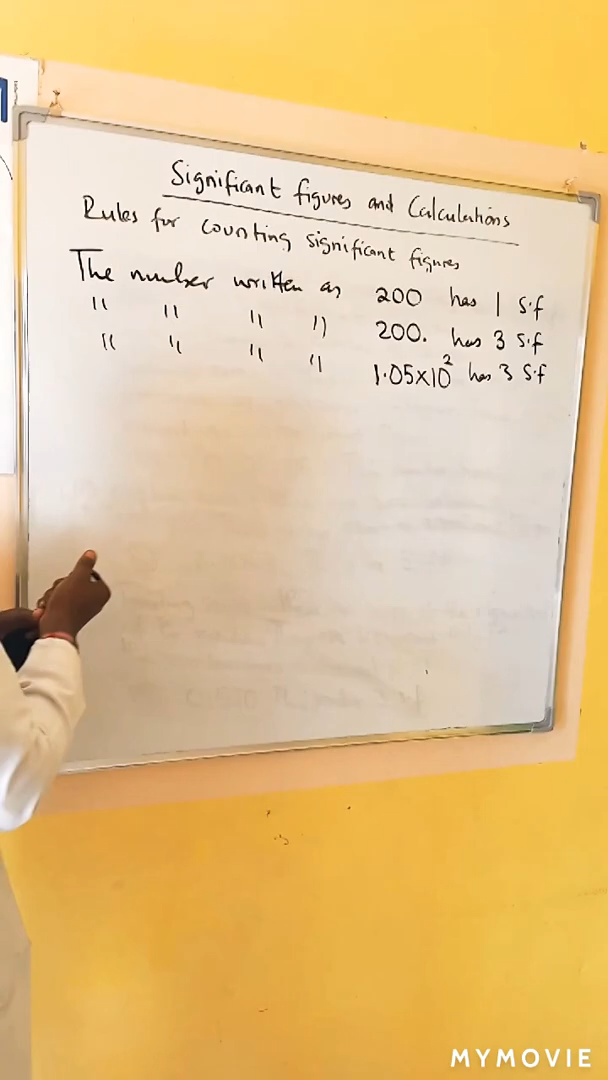 Significant figures and Calculations
Rules for counting significant figures
The number written as 200 has 1 s.f
" " " " 200. has 3 s.f
" " " " 1.05x10² has 3 s.f
MYMOVIE